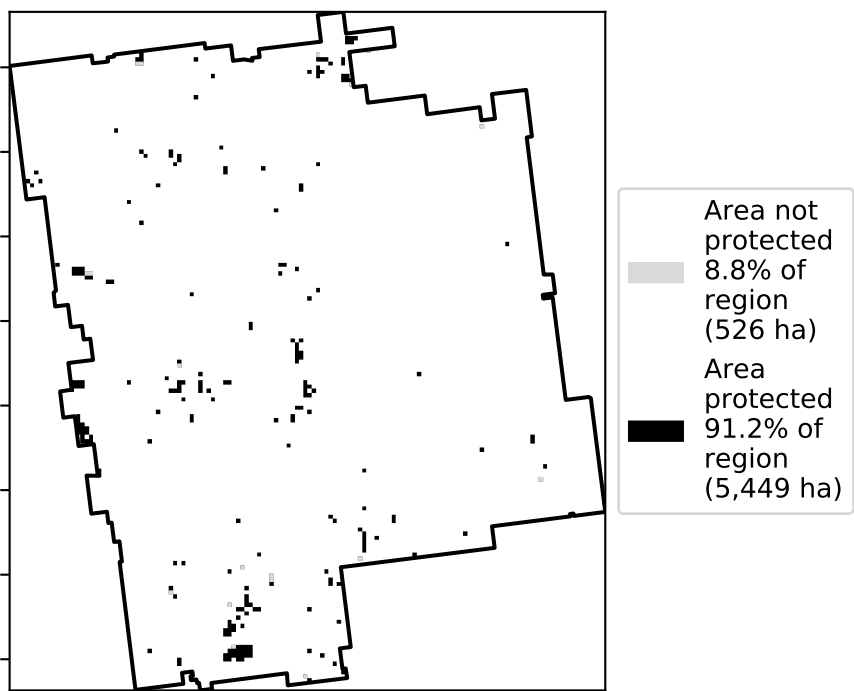 Area not
protected
8.8% of
region
(526 ha)
Area
protected
91.2% of
region
(5,449 ha)